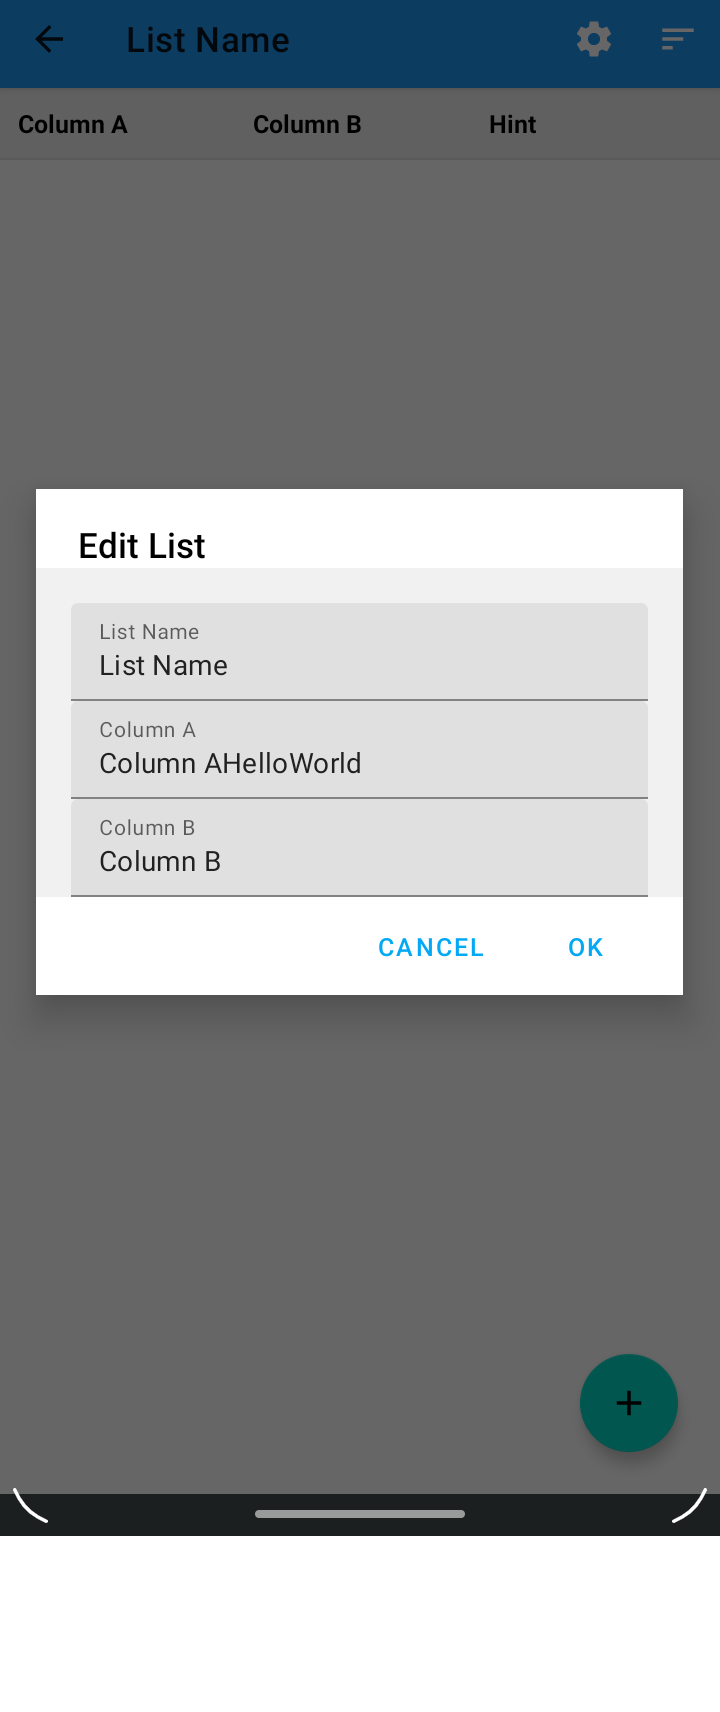 List Name
Column A Column B Hint
Edit List
List Name
List Name
Column A
Column AHelloWorld
Column B
Column B
CANCEL OK